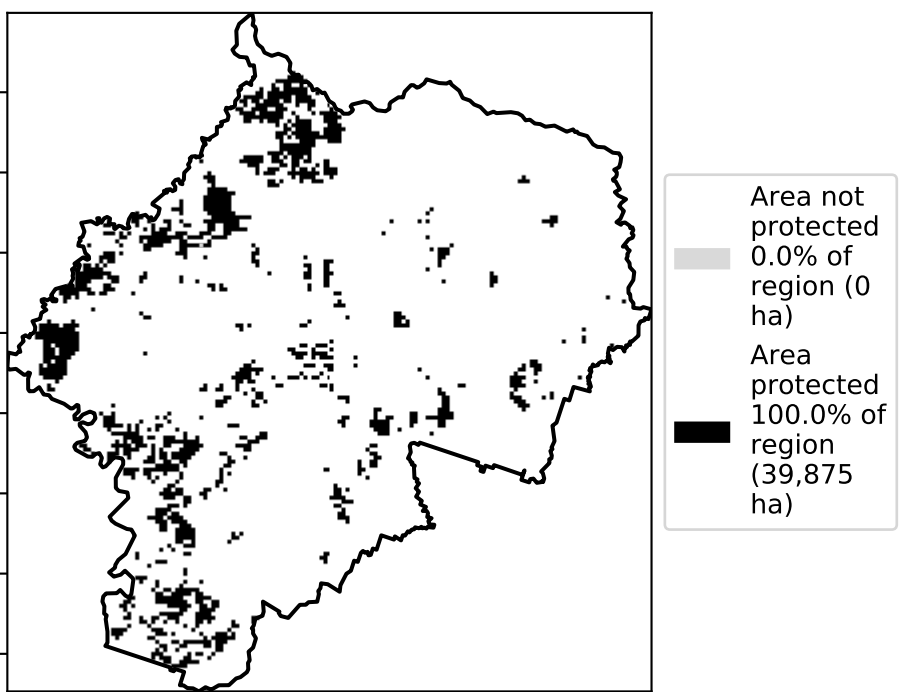 Area not
protected
0.0% of
region (0
ha)
Area
protected
100.0% of
region
(39,875
ha)